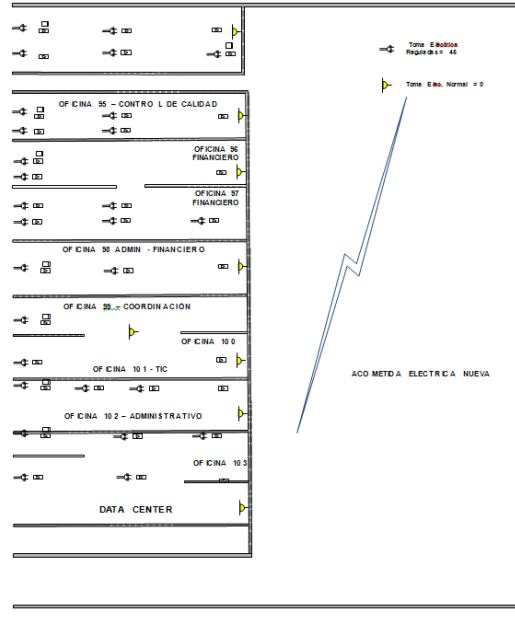 Toma Electrica
Reguladas = 46
Toma Elec. Normal = 0
OFICINA 95 – CONTROL DE CALIDAD
OFICINA 96
FINANCIERO
OFICINA 97
FINANCIERO
OFICINA 98 ADMIN - FINANCIERO
OFICINA 99 – COORDINACIÓN
OFICINA 100
OFICINA 101 - TIC
ACOMETIDA ELECTRICA NUEVA
OFICINA 102 – ADMINISTRATIVO
OFICINA 103
DATA CENTER